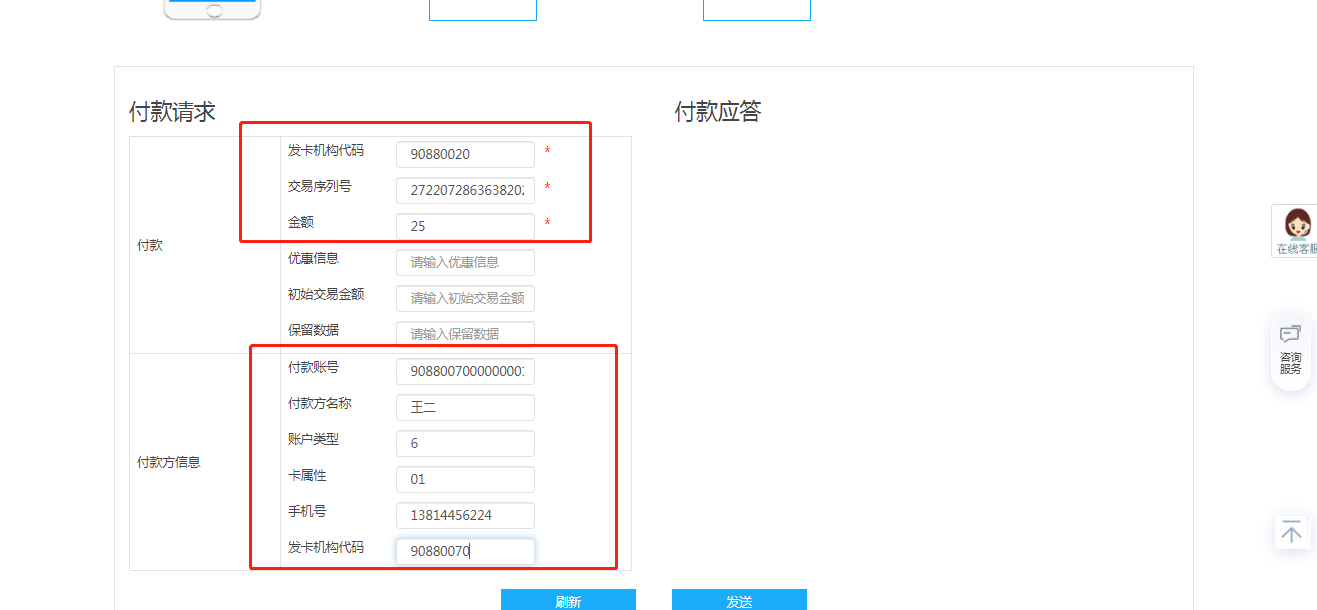 付款请求
付款应答
付款
发卡机构代码 90880020 *
交易序列号 272207286363820 *
金额 25 *
优惠信息 请输入优惠信息
初始交易金额 请输入初始交易金额
保留数据 请输入保留数据
付款方信息
付款账号 908800700000000
付款方名称 王二
账户类型 6
卡属性 01
手机号 13814456224
发卡机构代码 90880070
刷新
发送
在线客服
咨询
服务